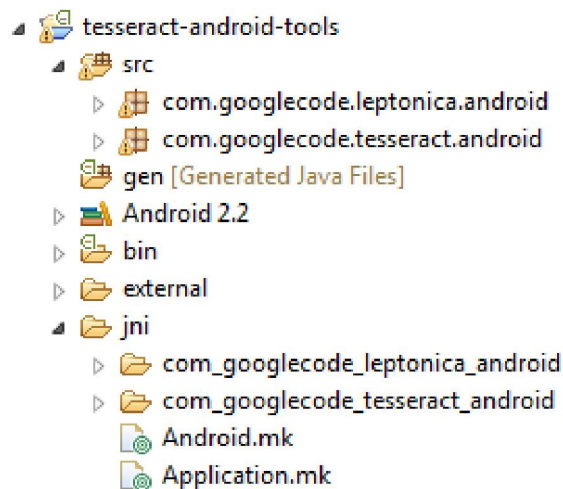 tesseract-android-tools
src
com.googlecode.leptonica.android
com.googlecode.tesseract.android
gen [Generated Java Files]
Android 2.2
bin
external
jni
com_googlecode_leptonica_android
com_googlecode_tesseract_android
Android.mk
Application.mk